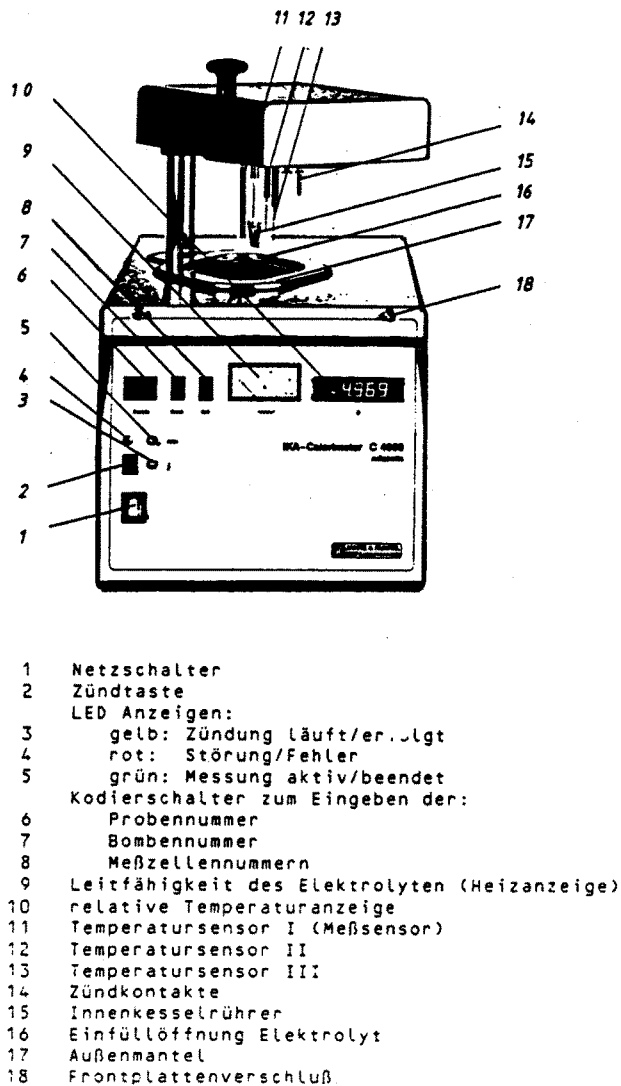 11 12 13
10
14
9
15
8
16
7
17
6
18
5
4
3
2
1
4969
IKA-Calorimeter C 4000
1 Netzschalter
2 Zündtaste
LED Anzeigen:
3 gelb: Zündung läuft/
4 rot: Störung/Fehler
5 grün: Messung aktiv/beendet
Kodierschalter zum Eingeben der:
6 Probennummer
7 Bombennummer
8 Meßzellennummern
9 Leitfähigkeit des Elektrolyten (Heizanzeige)
10 relative Temperaturanzeige
11 Temperatursensor I (Meßsensor)
12 Temperatursensor II
13 Temperatursensor III
14 Zündkontakte
15 Innenkesselrührer
16 Einfüllöffnung Elektrolyt
17 Außenmantel
18 Frontplattenverschluß